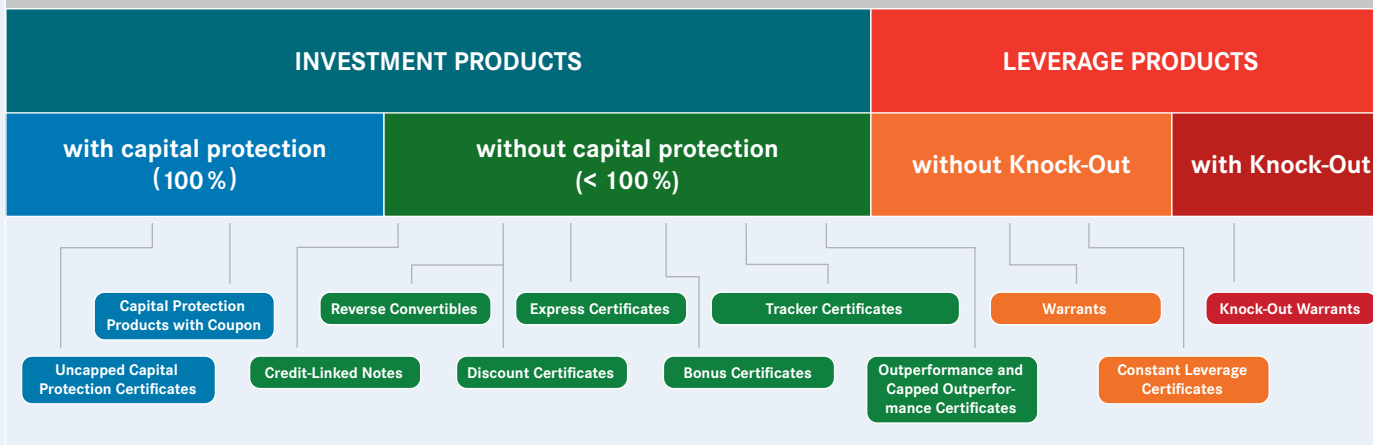 INVESTMENT PRODUCTS
LEVERAGE PRODUCTS
with capital protection
(100 %)
without capital protection
(< 100 %)
without Knock-Out
with Knock-Out
Capital Protection
Products with Coupon
Reverse Convertibles
Express Certificates
Tracker Certificates
Warrants
Knock-Out Warrants
Uncapped Capital
Protection Certificates
Credit-Linked Notes
Discount Certificates
Bonus Certificates
Outperformance and
Capped Outperfor-
mance Certificates
Constant Leverage
Certificates